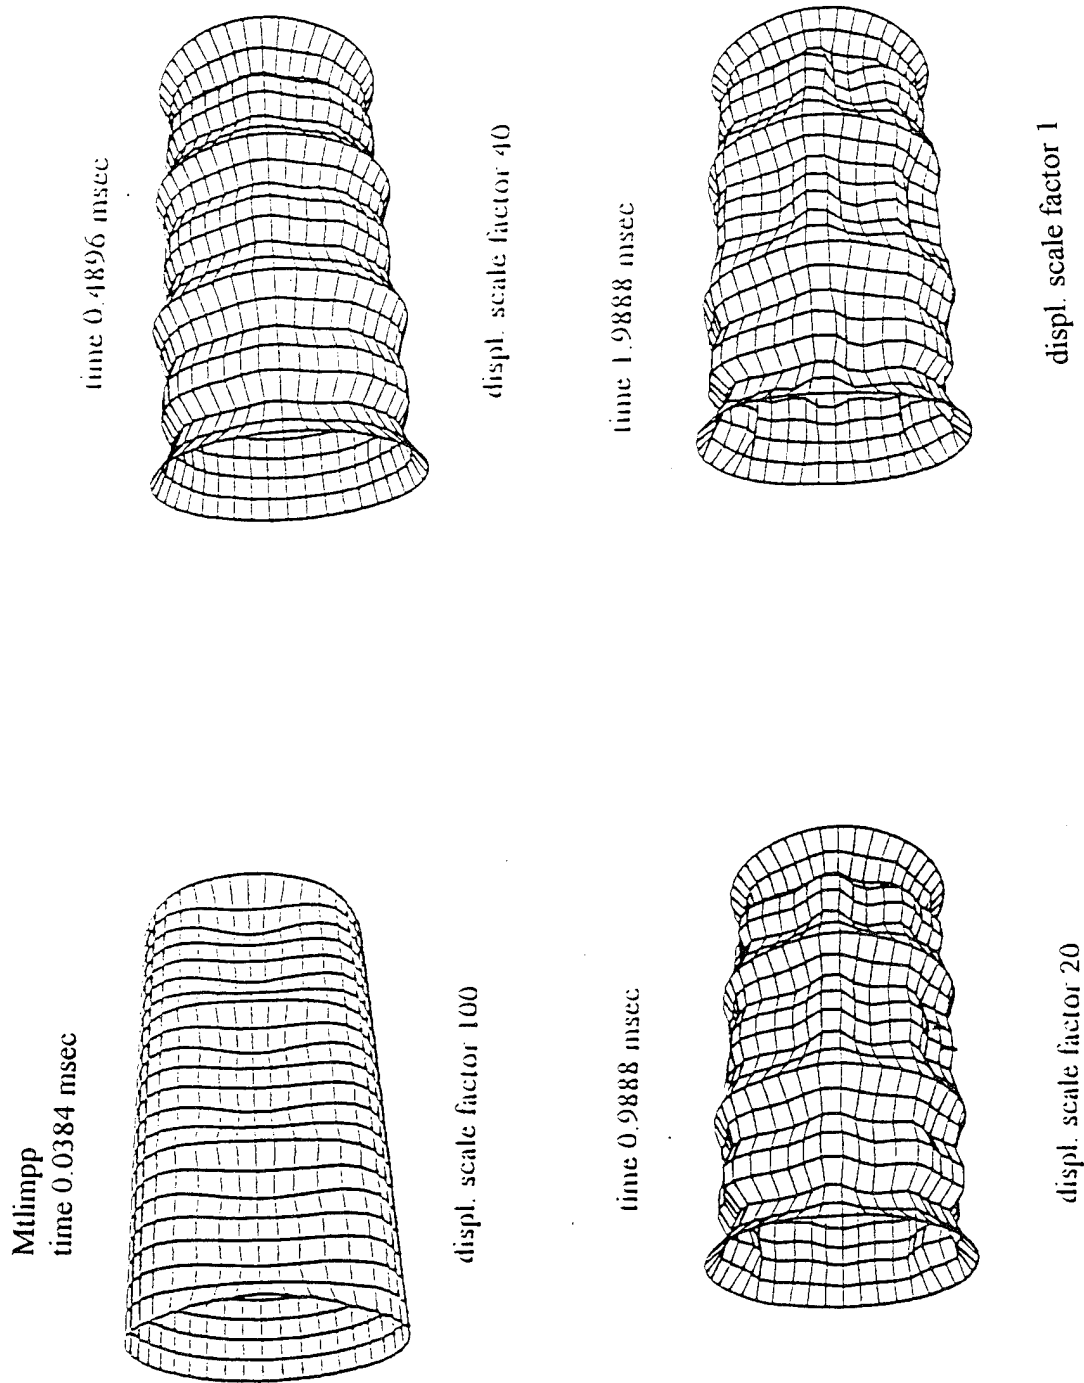 Mtlimpp
time 0.0384 msec
displ. scale factor 100
time 0.4896 msec
displ. scale factor 40
time 0.9888 msec
displ. scale factor 20
time 1.9888 msec
displ. scale factor 1